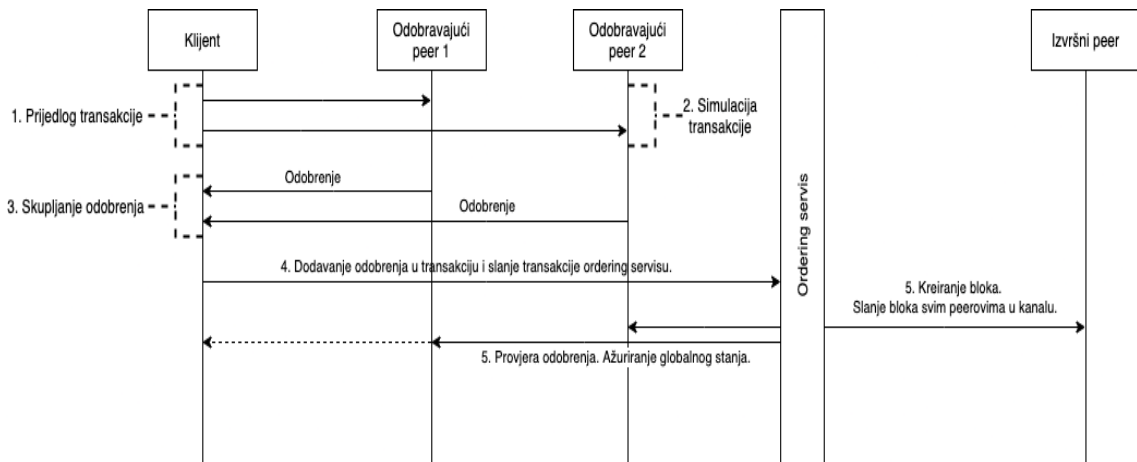 Klijent
Odobravajući
peer 1
Odobravajući
peer 2
Ordering servis
Izvršni peer
1. Prijedlog transakcije
2. Simulacija
transakcije
Odobrenje
3. Skupljanje odobrenja
Odobrenje
4. Dodavanje odobrenja u transakciju i slanje transakcije ordering servisu.
5. Kreiranje bloka.
Slanje bloka svim peerovima u kanalu.
5. Provjera odobrenja. Ažuriranje globalnog stanja.